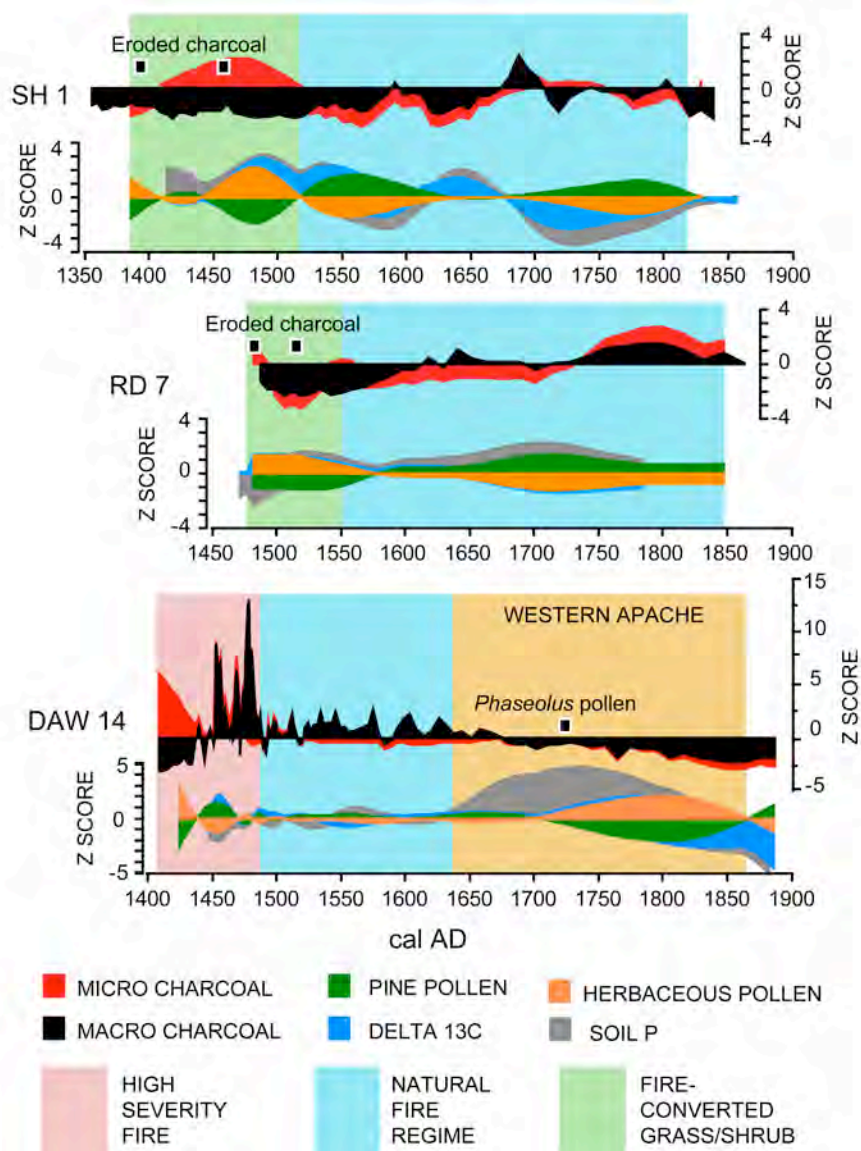 Eroded charcoal
SH 1
4
0
-4
Z SCORE
Z SCORE
4
0
-4
1350 1400 1450 1500 1550 1600 1650 1700 1750 1800 1850 1900
Eroded charcoal
RD 7
4
0
-4
Z SCORE
Z SCORE
4
0
-4
1450 1500 1550 1600 1650 1700 1750 1800 1850 1900
WESTERN APACHE
Phaseolus pollen
DAW 14
15
10
5
0
-5
Z SCORE
Z SCORE
5
0
-5
1400 1450 1500 1550 1600 1650 1700 1750 1800 1850 1900
cal AD
MICRO CHARCOAL PINE POLLEN HERBACEOUS POLLEN
MACRO CHARCOAL DELTA 13C SOIL P
HIGH
SEVERITY
FIRE
NATURAL
FIRE
REGIME
FIRE-
CONVERTED
GRASS/SHRUB